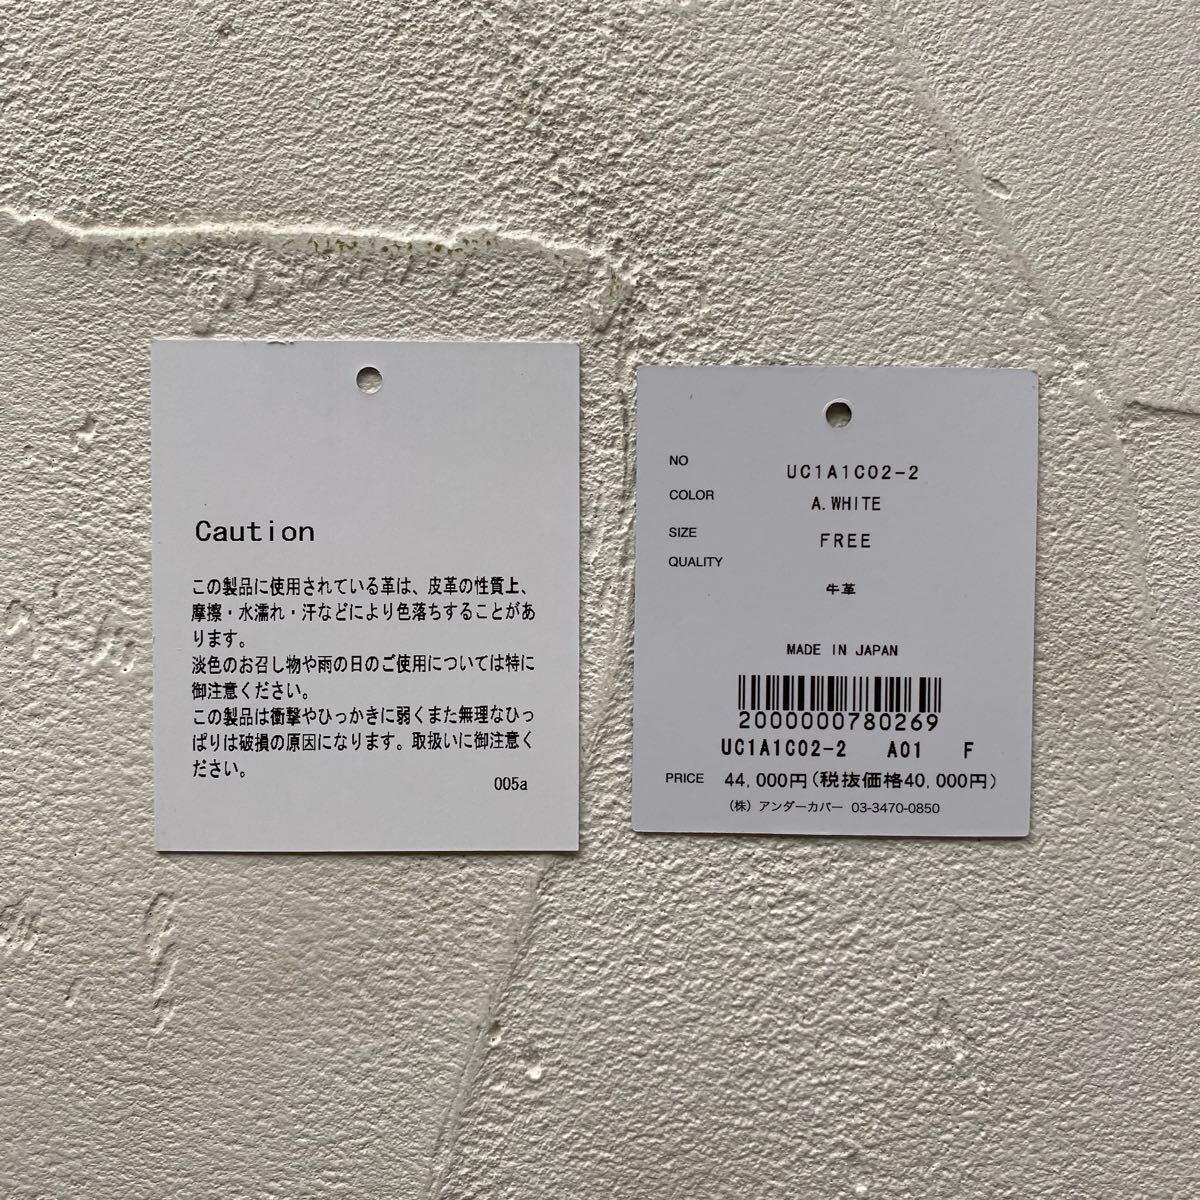 Caution
この製品に使用されている革は、皮革の性質上、
摩擦・水濡れ・汗などにより色落ちすることがあ
ります。
淡色のお召し物や雨の日のご使用については特に
御注意ください。
この製品は衝撃やひっかきに弱くまた無理なひっ
ぱりは破損の原因になります。取扱いに御注意く
ださい。
005a
NO UC1A1C02-2
COLOR A.WHITE
SIZE FREE
QUALITY
牛革
MADE IN JAPAN
2000000780269
UC1A1C02-2 A01 F
PRICE 44,000円(税抜価格40,000円)
（株）アンダーカバー 03-3470-0850